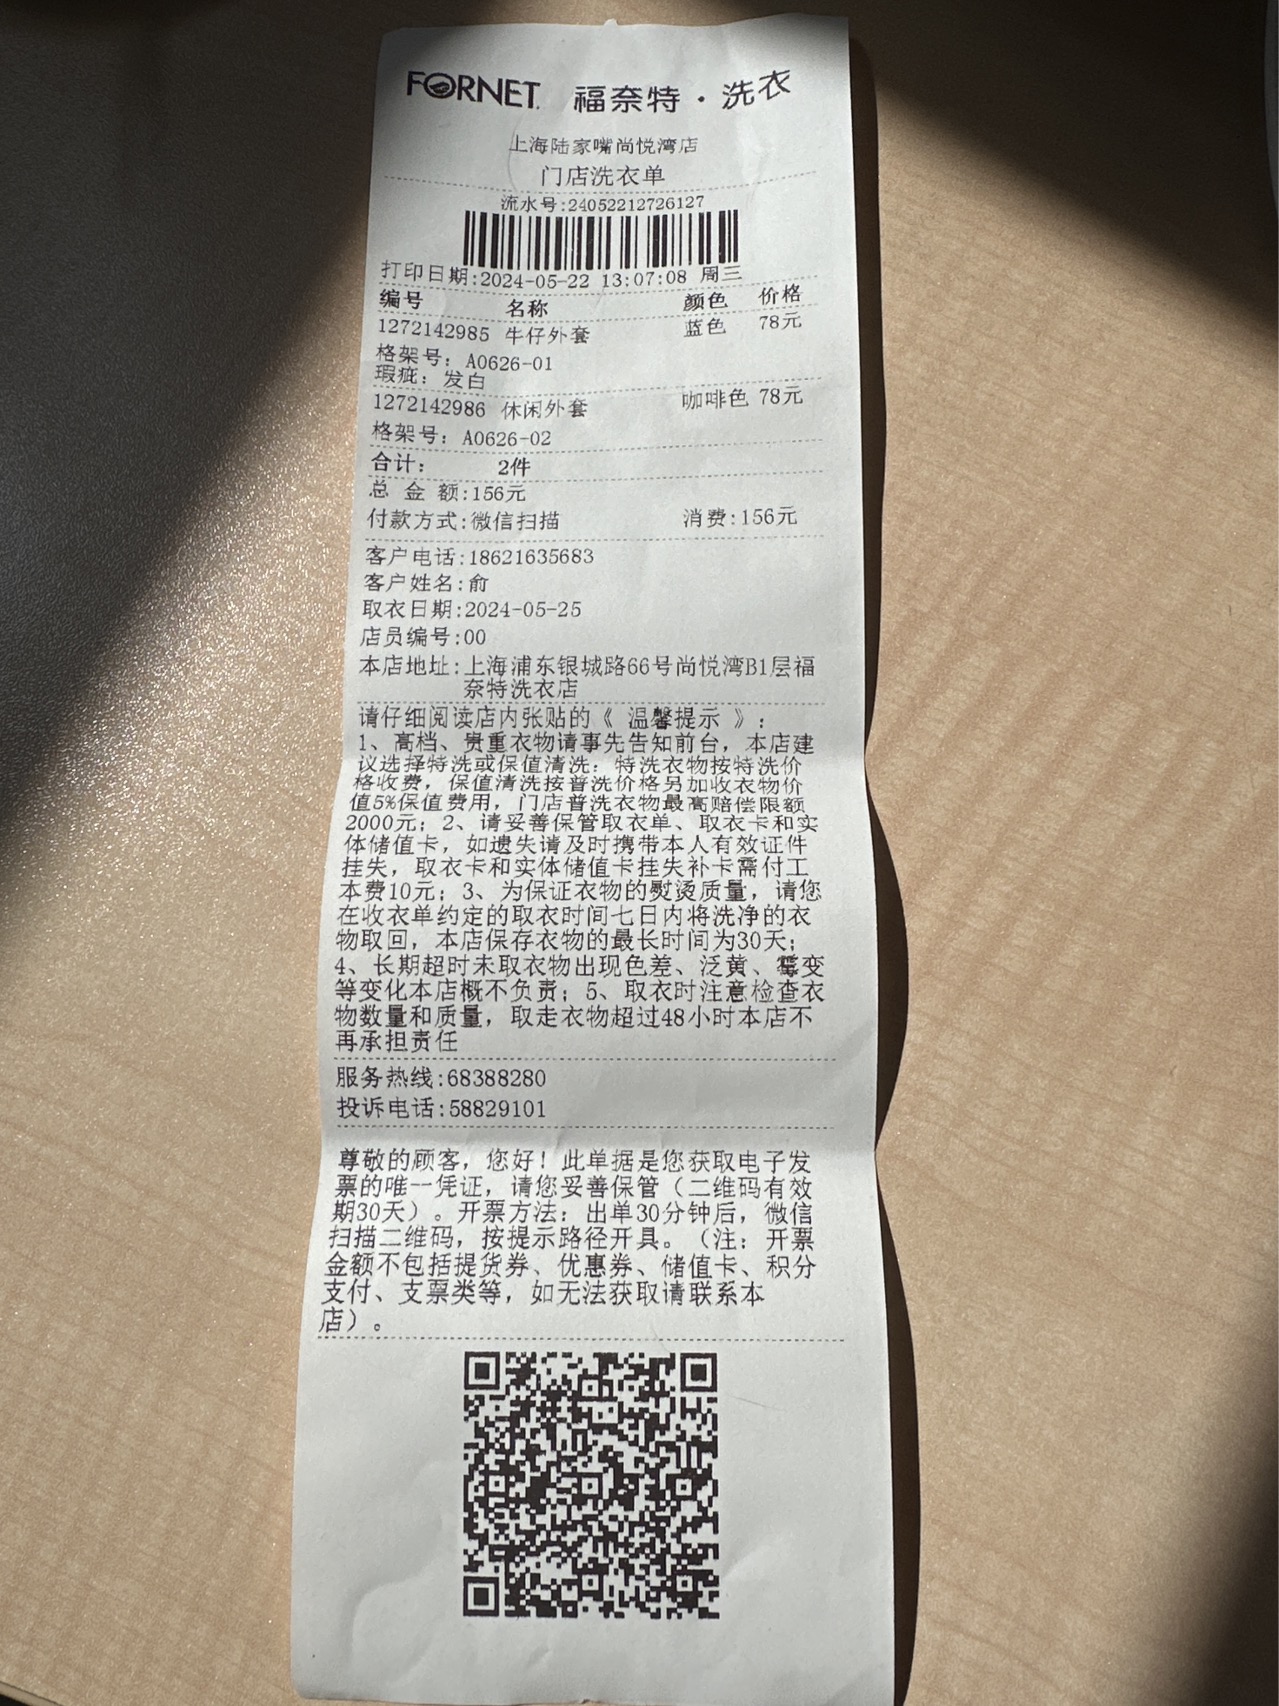 FORNET. 福奈特·洗衣
上海陆家嘴尚悦湾店
门店洗衣单
流水号:24052212726127
打印日期:2024-05-22 13:07:08 周三
编号 名称 颜色 价格
1272142985 牛仔外套 蓝色 78元
格架号: A0626-01
瑕疵: 发白
1272142986 休闲外套 咖啡色 78元
格架号: A0626-02
合计: 2件
总 金 额:156元
付款方式:微信扫描 消费:156元
客户电话:18621635683
客户姓名:俞
取衣日期:2024-05-25
店员编号:00
本店地址:上海浦东银城路66号尚悦湾B1层福
奈特洗衣店
请仔细阅读店内张贴的《 温馨提示 》:
1、高档、贵重衣物请事先告知前台，本店建
议选择特洗或保值清洗: 特洗衣物按特洗价
格收费，保值清洗按普洗价格另加收衣物价
值5%保值费用，门店普洗衣物最高赔偿限额
2000元; 2、请妥善保管取衣单、取衣卡和实
体储值卡，如遗失请及时携带本人有效证件
挂失，取衣卡和实体储值卡挂失补卡需付工
本费10元; 3、为保证衣物的熨烫质量，请您
在收衣单约定的取衣时间七日内将洗净的衣
物取回，本店保存衣物的最长时间为30天;
4、长期超时未取衣物出现色差、泛黄、霉变
等变化本店概不负责; 5、取衣时注意检查衣
物数量和质量，取走衣物超过48小时本店不
再承担责任
服务热线:68388280
投诉电话:58829101
尊敬的顾客，您好! 此单据是您获取电子发
票的唯一凭证，请您妥善保管（二维码有效
期30天）。开票方法: 出单30分钟后，微信
扫描二维码，按提示路径开具。（注: 开票
金额不包括提货券、优惠券、储值卡、积分
支付、支票类等，如无法获取请联系本
店）。